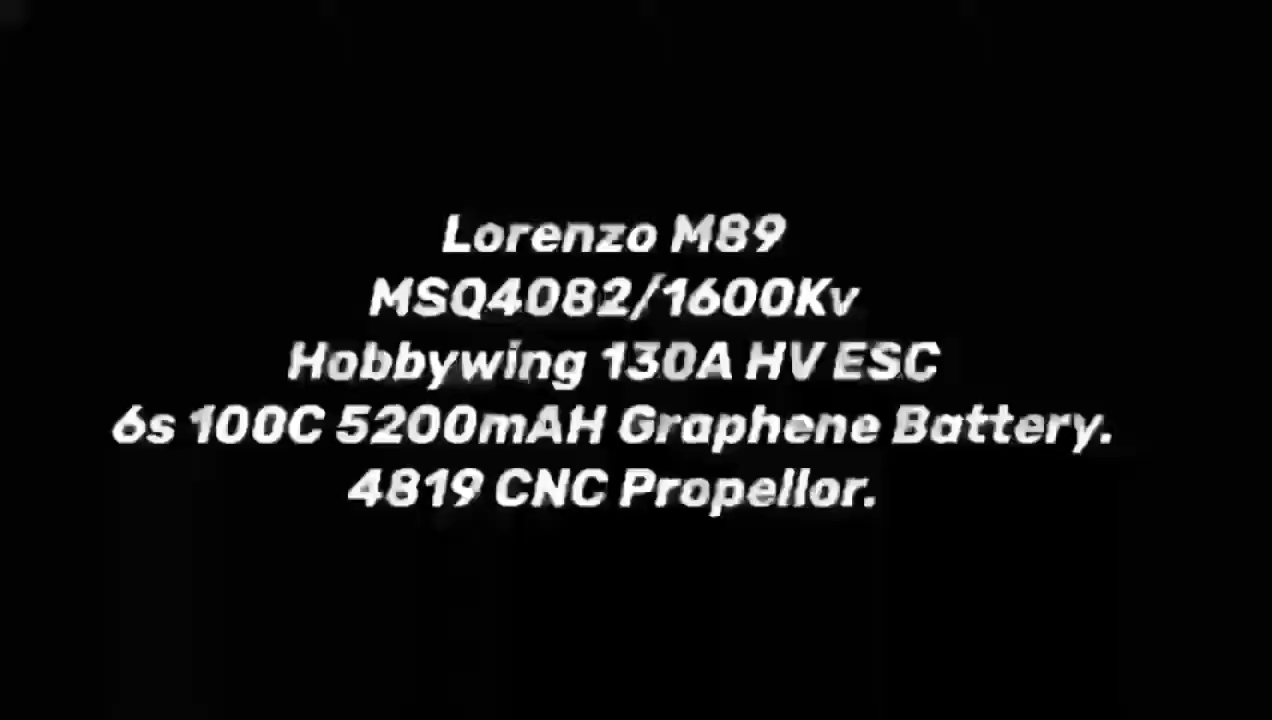 Lorenzo M89
MSQ4082/1600Kv
Hobbywing 130A HV ESC
6s 100C 5200mAH Graphene Battery.
4819 CNC Propellor.